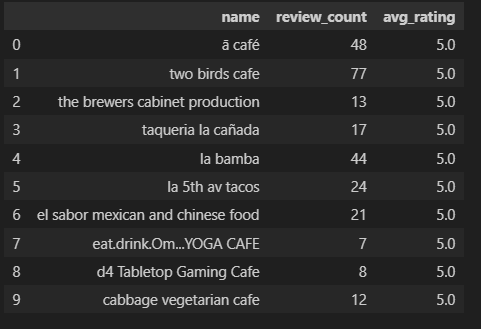 name review_count avg_rating
0 ā café 48 5.0
1 two birds cafe 77 5.0
2 the brewers cabinet production 13 5.0
3 taqueria la cañada 17 5.0
4 la bamba 44 5.0
5 la 5th av tacos 24 5.0
6 el sabor mexican and chinese food 21 5.0
7 eat.drink.Om...YOGA CAFE 7 5.0
8 d4 Tabletop Gaming Cafe 8 5.0
9 cabbage vegetarian cafe 12 5.0